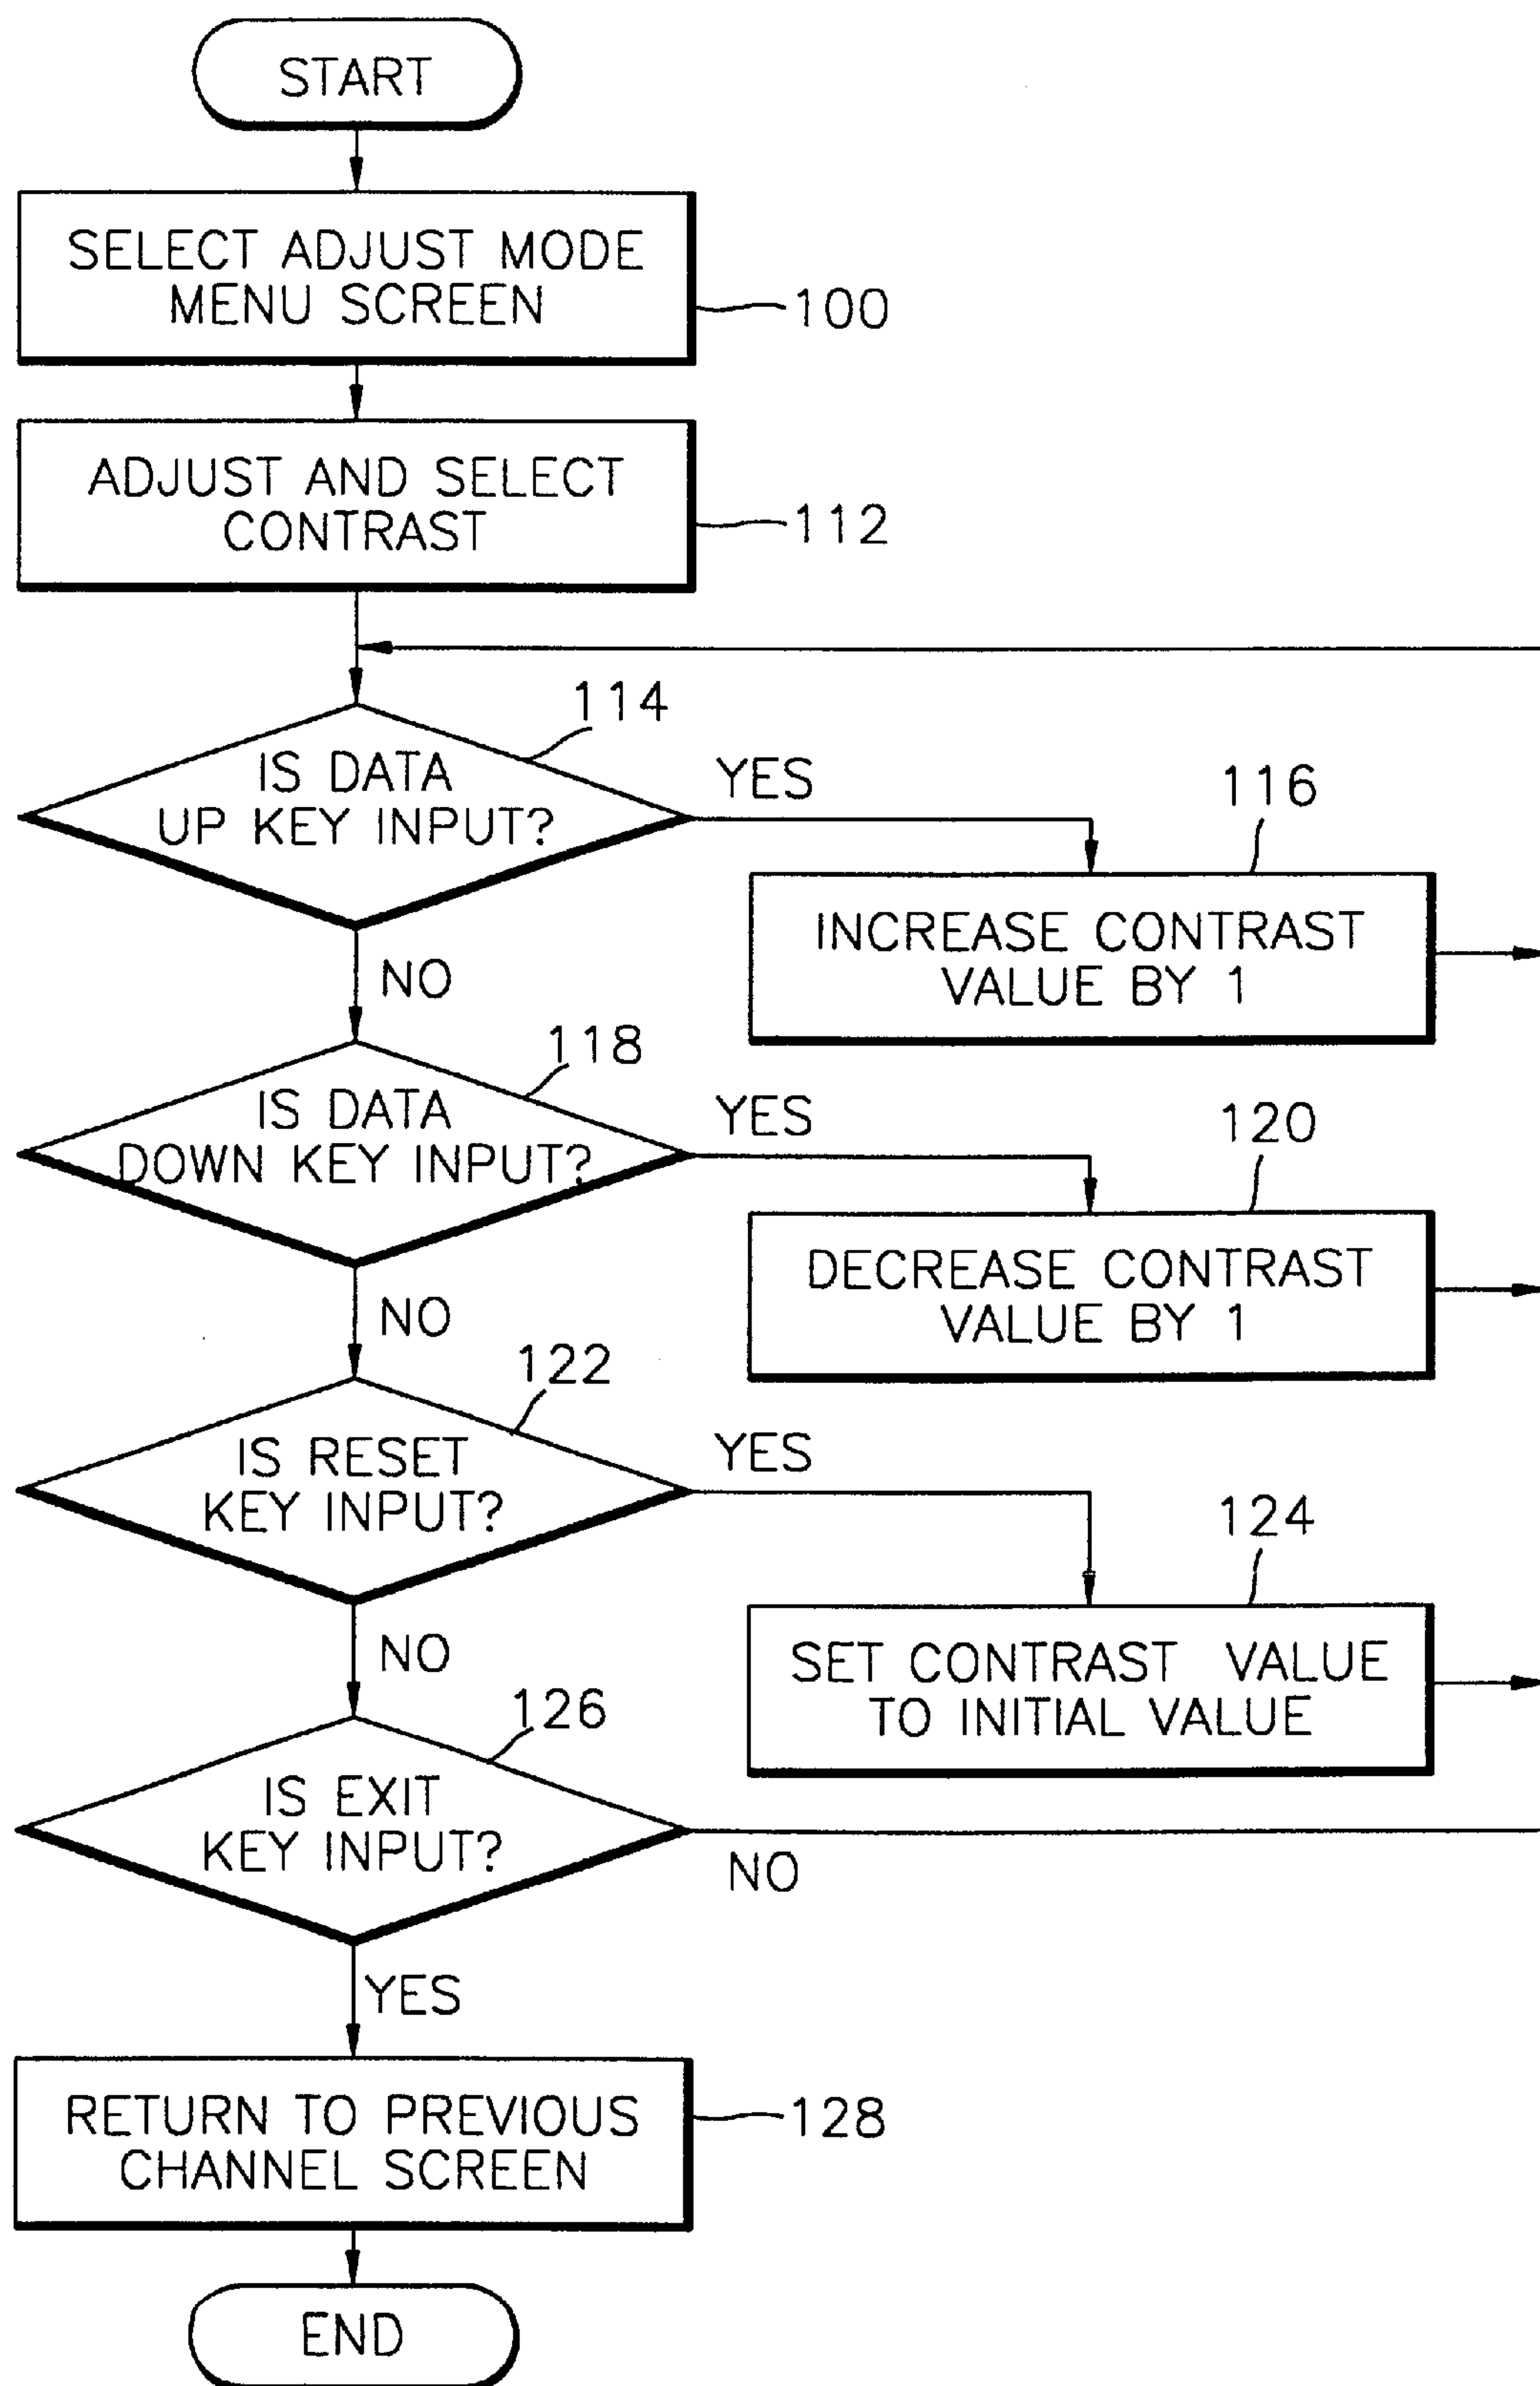 START
SELECT ADJUST MODE
MENU SCREEN
100
ADJUST AND SELECT
CONTRAST
112
114
IS DATA
UP KEY INPUT?
YES
116
INCREASE CONTRAST
VALUE BY 1
NO
118
IS DATA
DOWN KEY INPUT?
YES
120
DECREASE CONTRAST
VALUE BY 1
NO
122
IS RESET
KEY INPUT?
YES
124
SET CONTRAST VALUE
TO INITIAL VALUE
NO
126
IS EXIT
KEY INPUT?
NO
YES
RETURN TO PREVIOUS
CHANNEL SCREEN
128
END